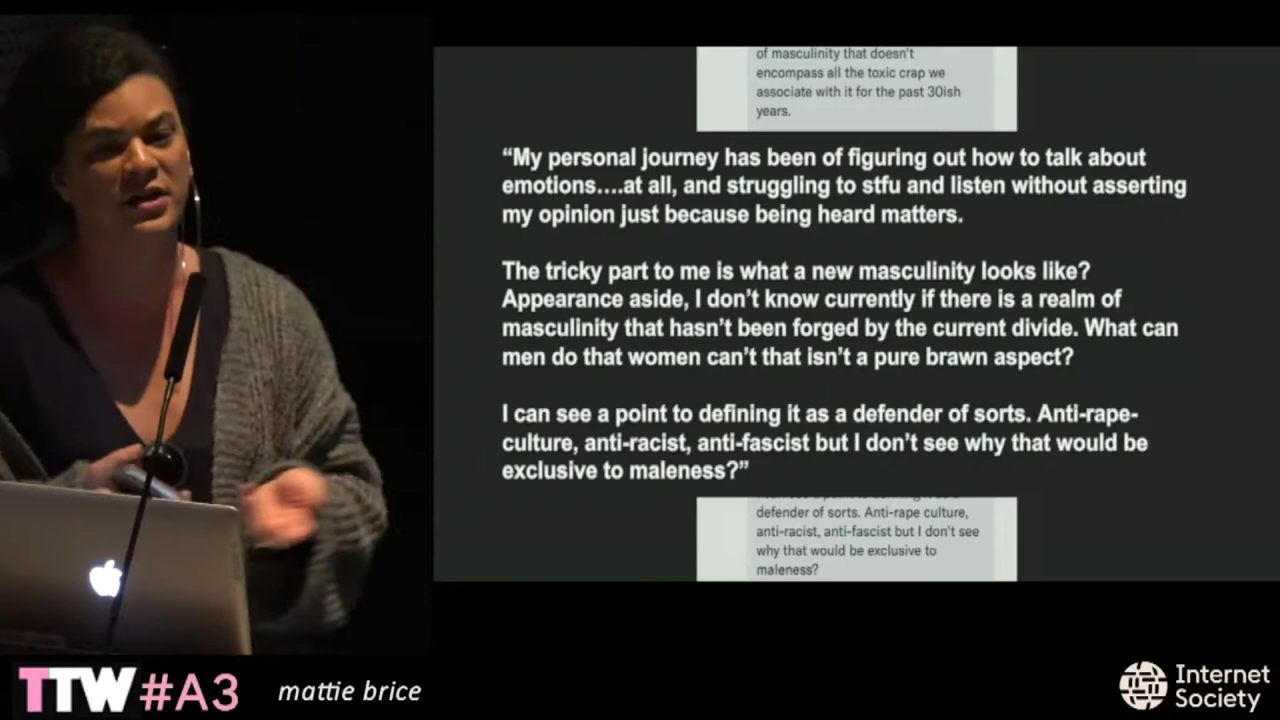 of masculinity that doesn't
encompass all the toxic crap we
associate with it for the past 30ish
years.
“My personal journey has been of figuring out how to talk about
emotions....at all, and struggling to stfu and listen without asserting
my opinion just because being heard matters.
The tricky part to me is what a new masculinity looks like?
Appearance aside, I don’t know currently if there is a realm of
masculinity that hasn’t been forged by the current divide. What can
men do that women can’t that isn’t a pure brawn aspect?
I can see a point to defining it as a defender of sorts. Anti-rape-
culture, anti-racist, anti-fascist but I don’t see why that would be
exclusive to maleness?”
defender of sorts. Anti-rape culture,
anti-racist, anti-fascist but I don't see
why that would be exclusive to
maleness?
TTW#A3
mattie brice
Internet
Society